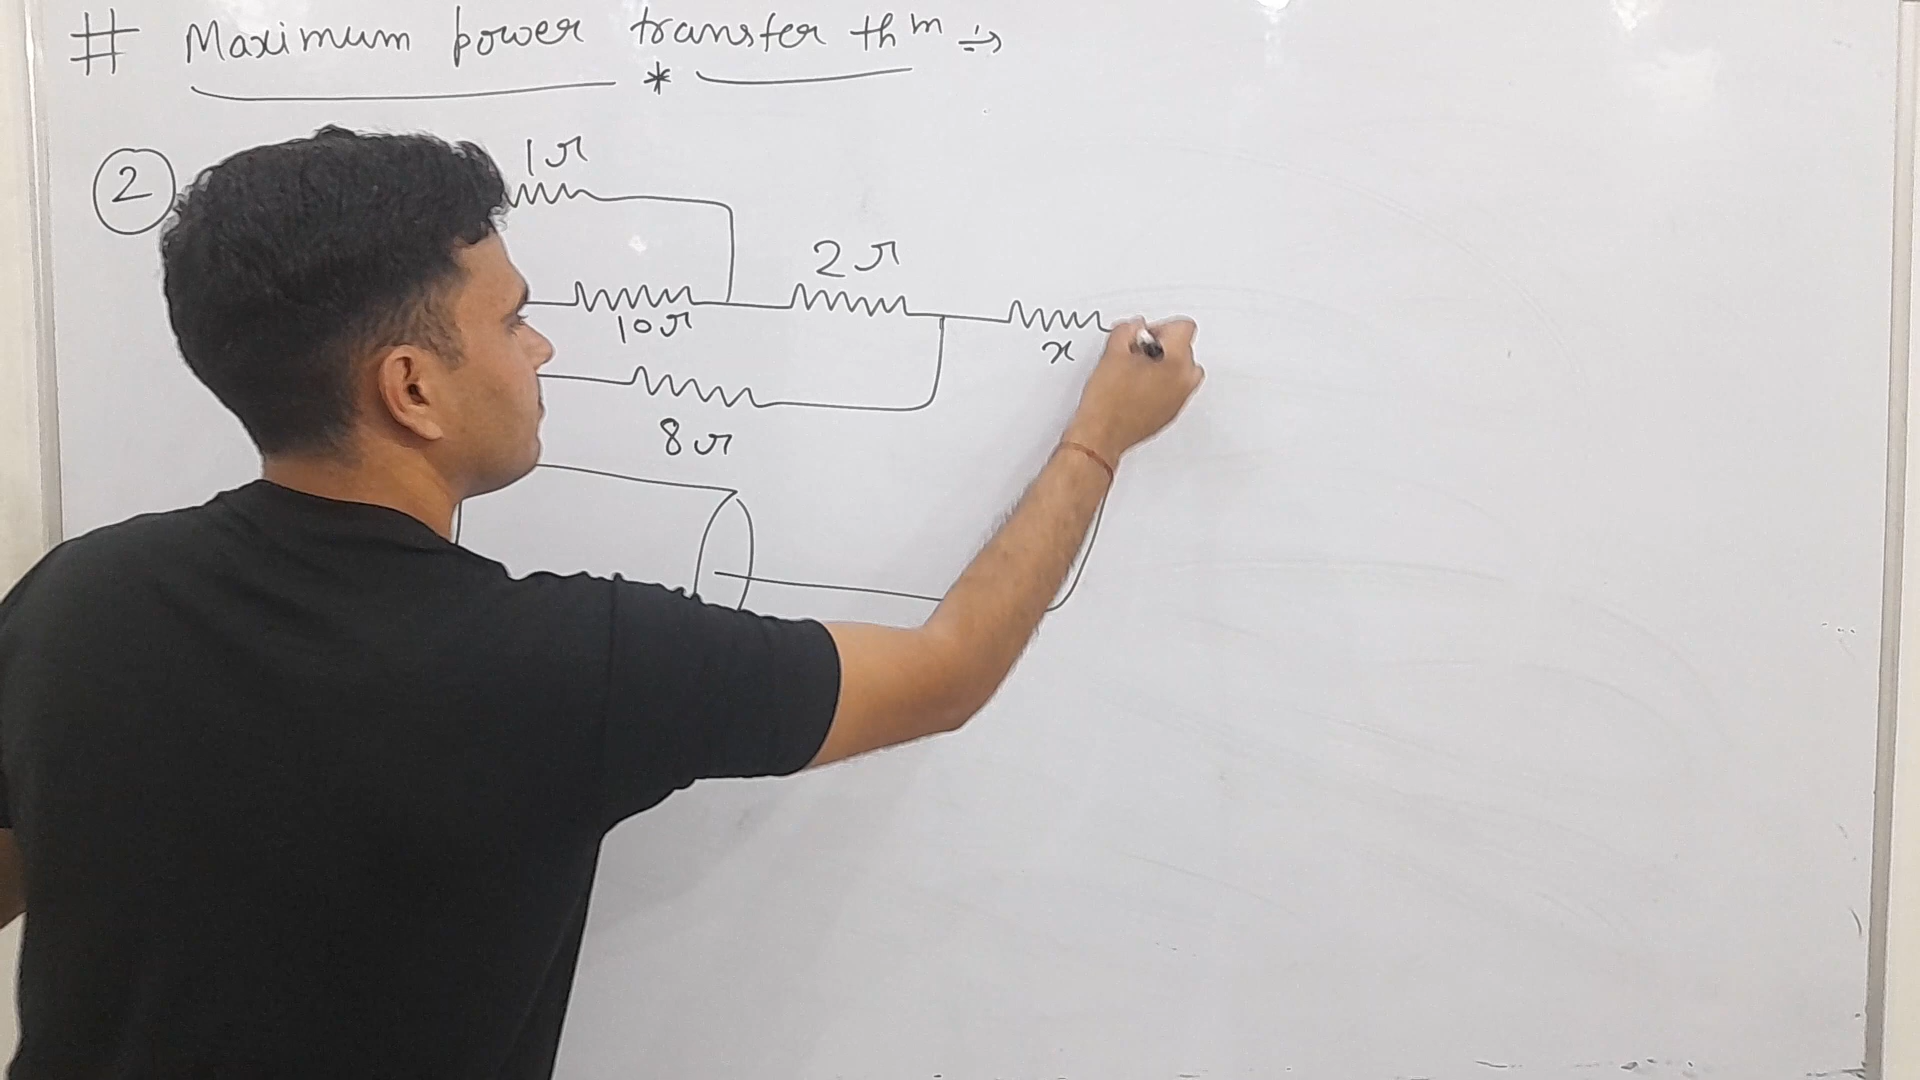 # Maximum power transfer thm ÷>
*
2
1Ω
2Ω
10Ω
x
8Ω